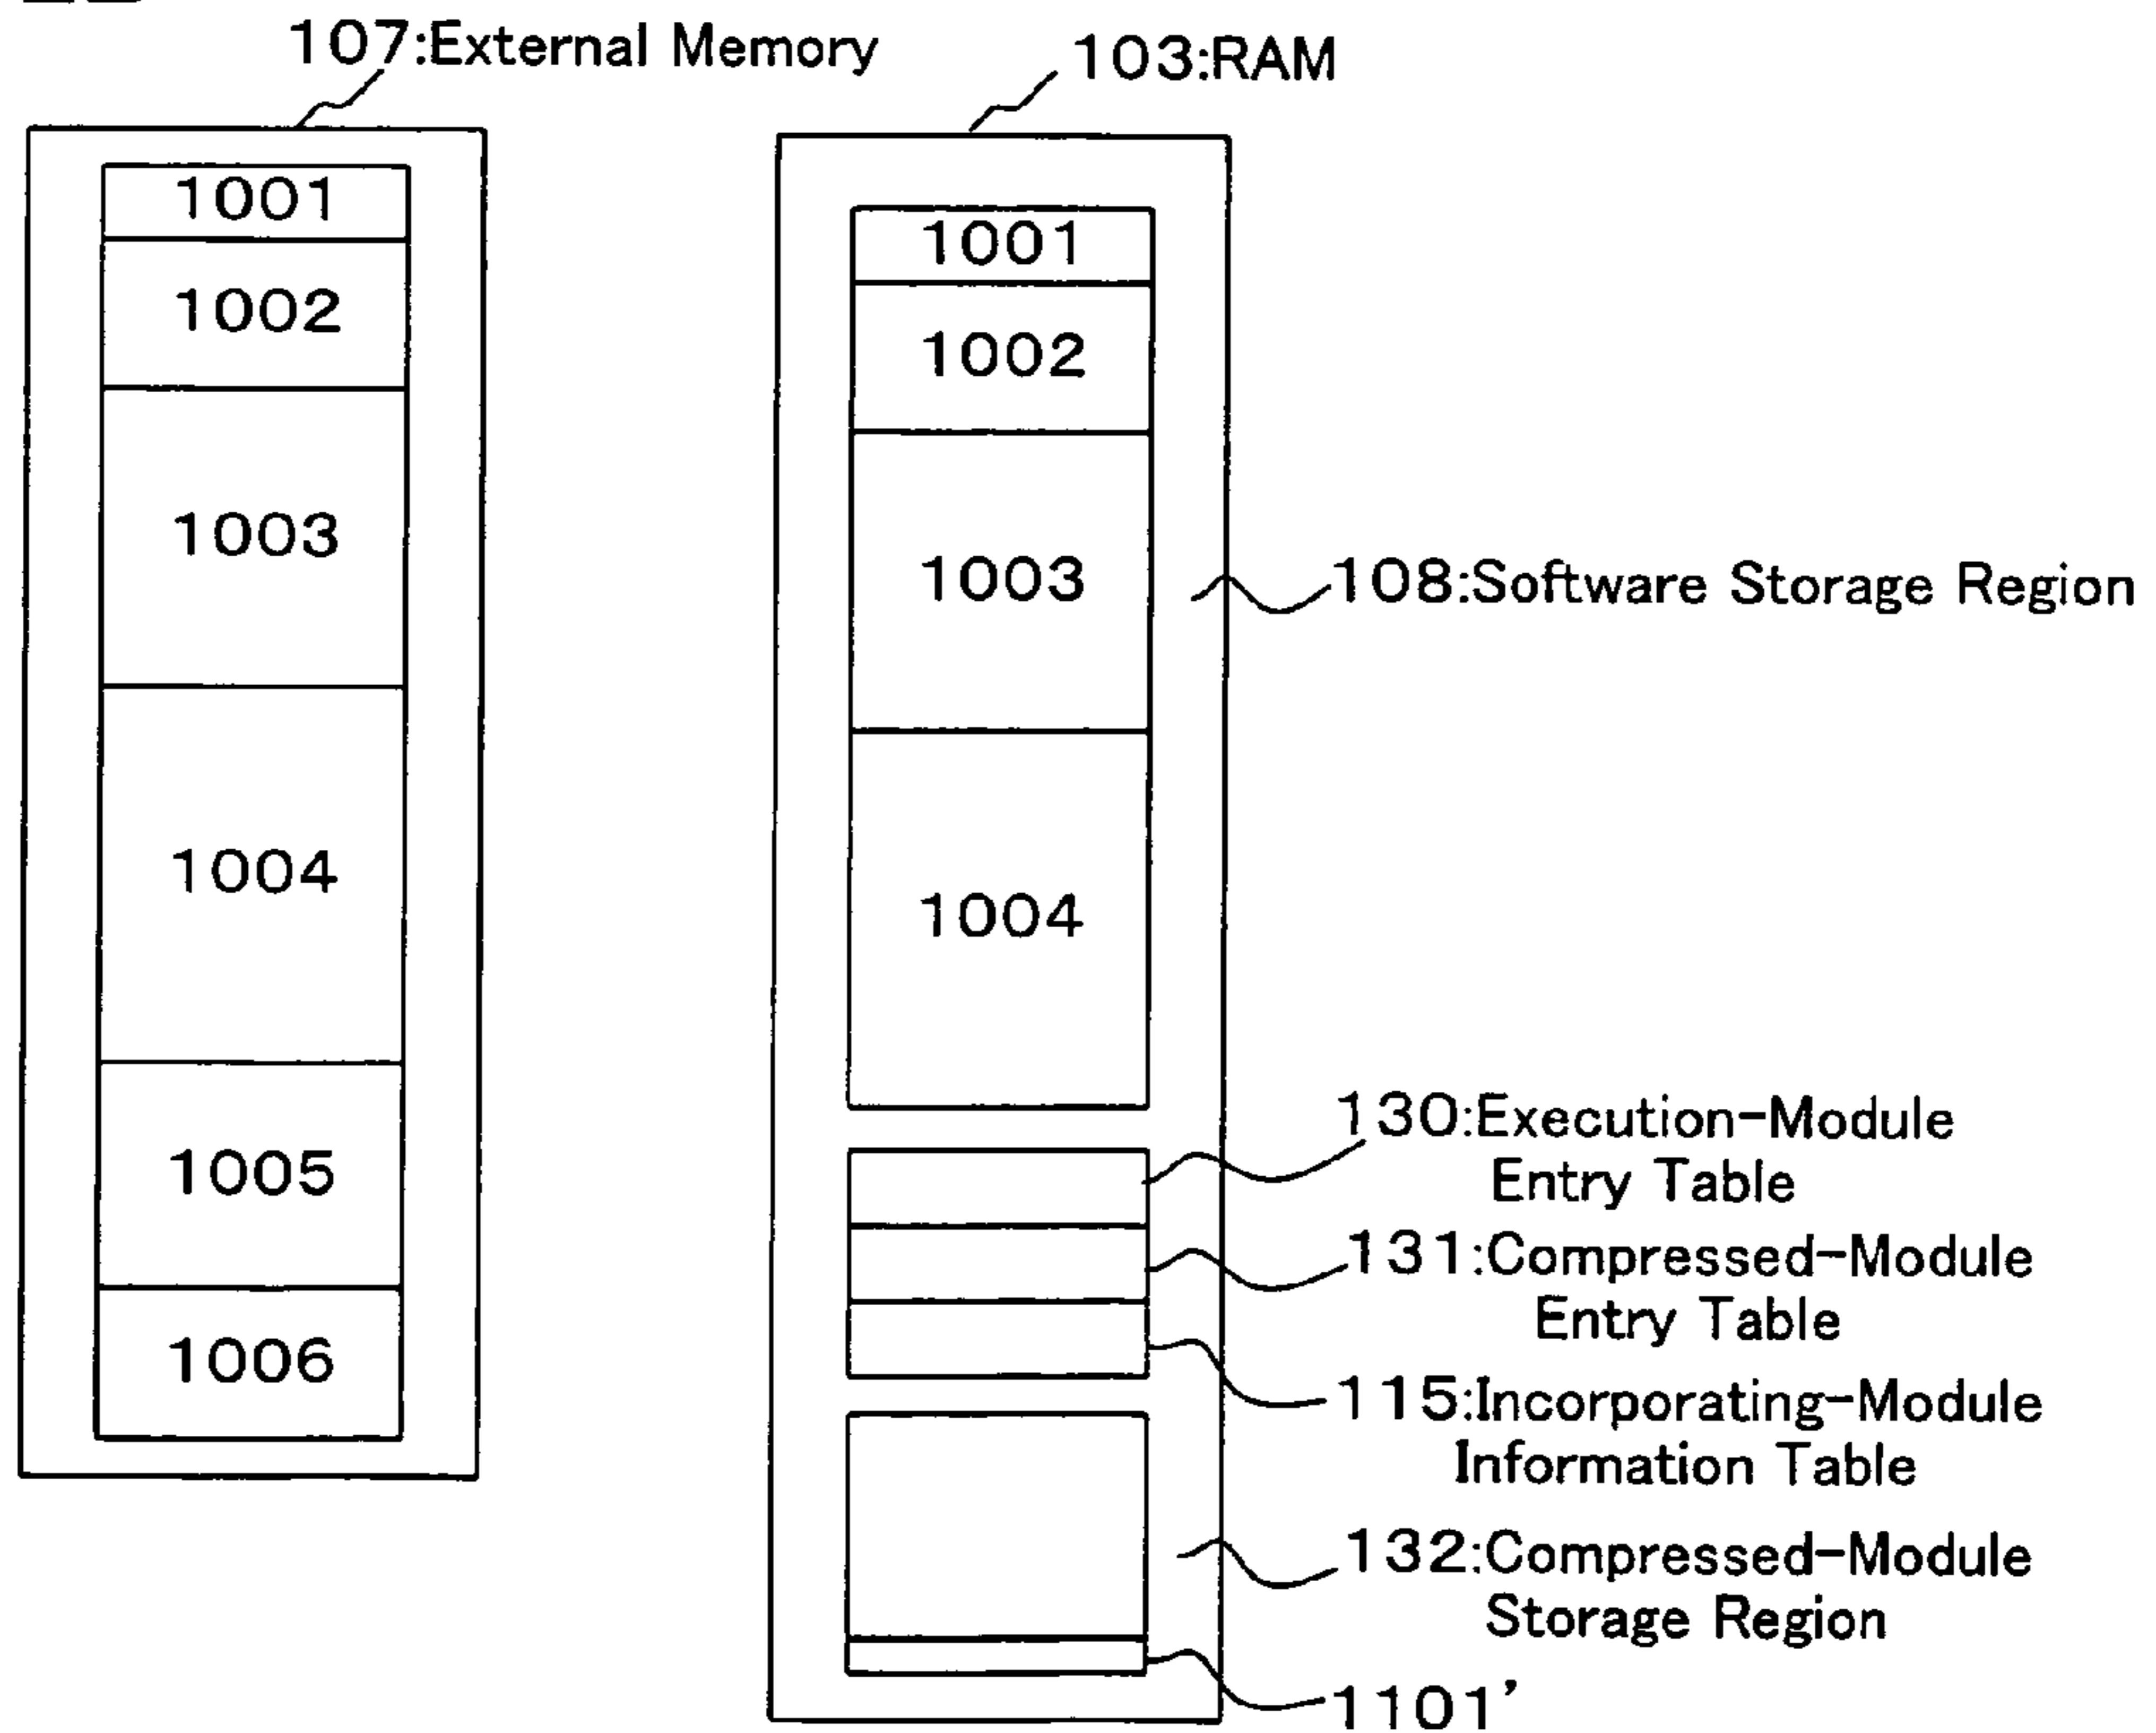 107:External Memory
103:RAM
1001
1002
1003
1004
1005
1006
1001
1002
1003
1004
108:Software Storage Region
130:Execution-Module
Entry Table
131:Compressed-Module
Entry Table
115:Incorporating-Module
Information Table
132:Compressed-Module
Storage Region
1101’